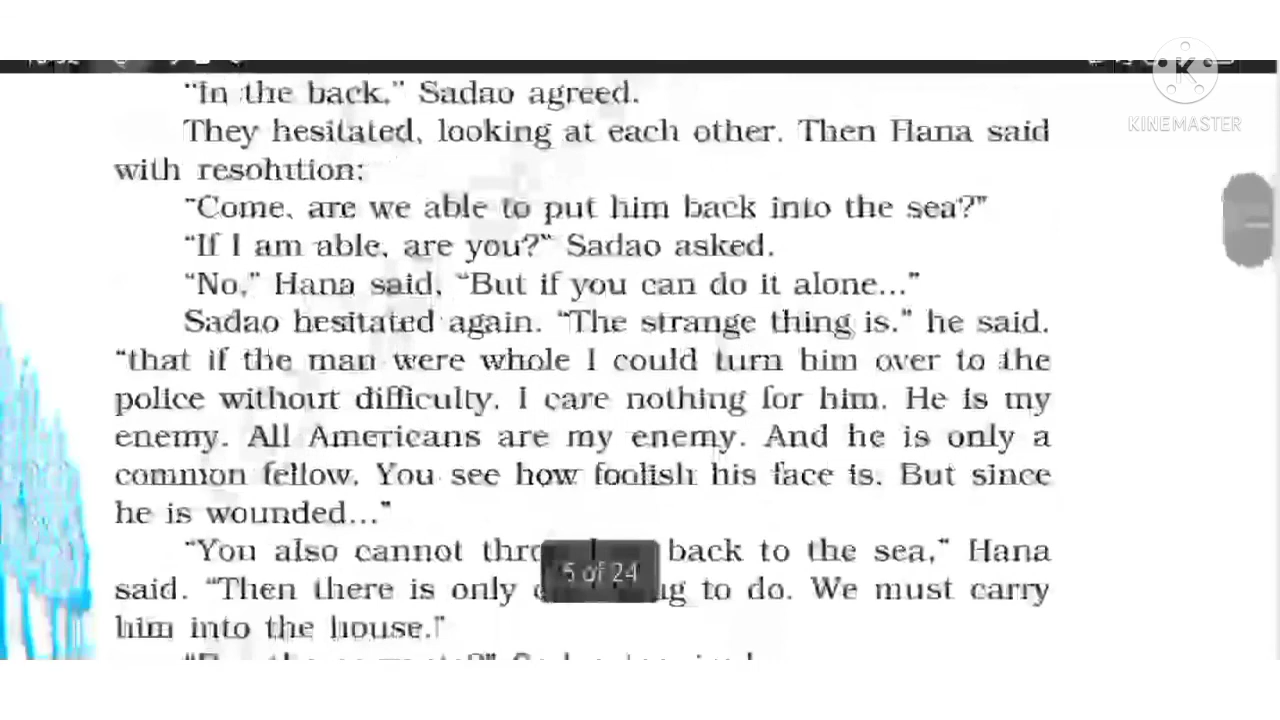 KINEMASTER
"In the back," Sadao agreed.
They hesitated, looking at each other. Then Hana said
with resolution:
"Come, are we able to put him back into the sea?"
"If I am able, are you?" Sadao asked.
"No," Hana said, "But if you can do it alone..."
Sadao hesitated again. "The strange thing is," he said,
"that if the man were whole I could turn him over to the
police without difficulty. I care nothing for him. He is my
enemy. All Americans are my enemy. And he is only a
common fellow. You see how foolish his face is. But since
he is wounded..."
"You also cannot back to the sea," Hana
5 of 24
said. "Then there is only to do. We must carry
him into the house."